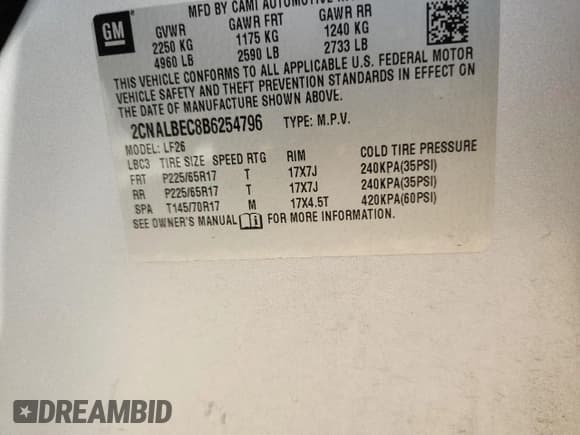 MFD BY CAMI AUTOMOTIVE
GM
GVWR GAWR FRT GAWR RR
2250 KG 1175 KG 1240 KG
4960 LB 2590 LB 2733 LB
THIS VEHICLE CONFORMS TO ALL APPLICABLE U.S. FEDERAL MOTOR
VEHICLE SAFETY AND THEFT PREVENTION STANDARDS IN EFFECT ON
THE DATE OF MANUFACTURE SHOWN ABOVE.
2CNALBEC8B6254796 TYPE: M.P.V.
MODEL: LF26
LBC3 TIRE SIZE SPEED RTG RIM COLD TIRE PRESSURE
FRT P225/65R17 T 17X7J 240KPA(35PSI)
RR P225/65R17 T 17X7J 240KPA(35PSI)
SPA T145/70R17 M 17X4.5T 420KPA(60PSI)
SEE OWNER'S MANUAL FOR MORE INFORMATION.
DREAMBID